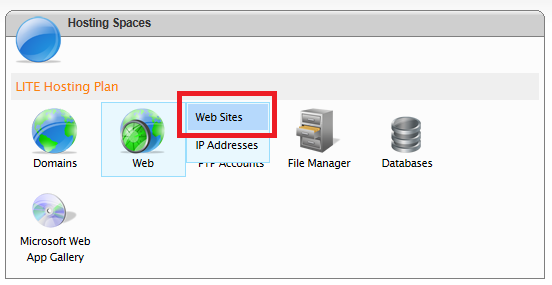 Hosting Spaces
LITE Hosting Plan
Web Sites
IP Addresses
Domains
Web
FTP Accounts
File Manager
Databases
Microsoft Web
App Gallery